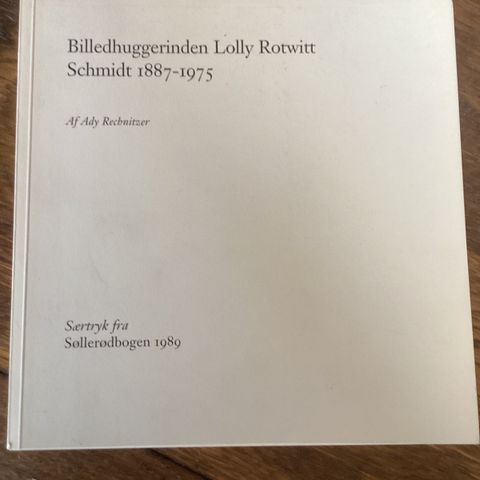 Billedhuggerinden Lolly Rotwitt
Schmidt 1887-1975
Af Ady Rechnitzer
Særtryk fra
Søllerødbogen 1989